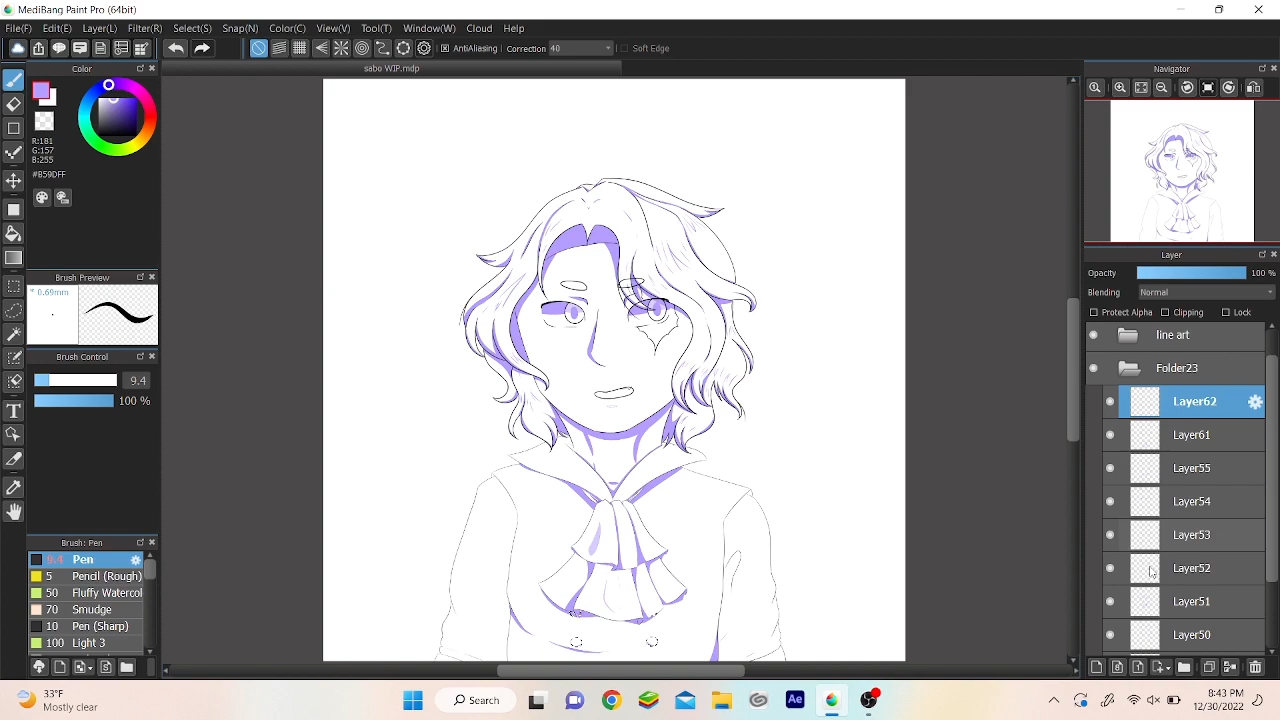 MediBang Paint Pro (64bit)
File(F) Edit(E) Layer(L) Filter(R) Select(S) Snap(N) Color(C) View(V) Tool(T) Window(W) Cloud Help
AntiAliasing Correction 40 Soft Edge
Color
sabo WIP.mdp
Navigator
R:181
G:157
B:255
#B59DFF
Layer
Opacity 100 %
Brush Preview
0.69mm
Blending Normal
Protect Alpha Clipping Lock
line art
Brush Control
Folder23
9.4
100 %
Layer62
Layer61
Layer55
Layer54
Layer53
Brush: Pen
9.4 Pen
Layer52
5 Pencil (Rough)
50 Fluffy Watercol
Layer51
70 Smudge
10 Pen (Sharp)
Layer50
100 Light 3
33°F
Mostly clear
Search
Ae
8:43 PM
12/30/2022